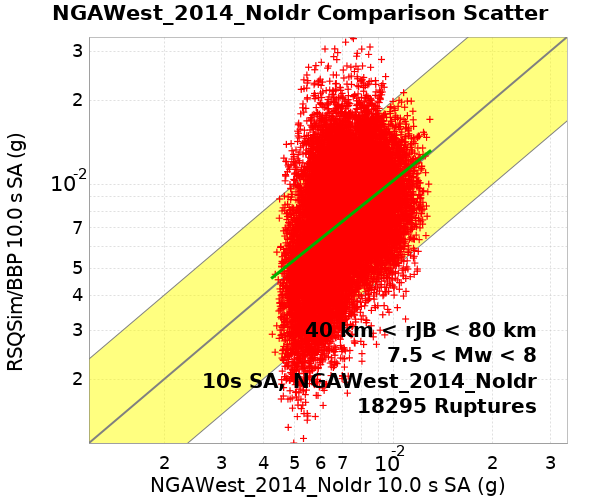 NGAWest_2014_NoIdr Comparison Scatter
RSQSim/BBP 10.0 s SA (g)
3
2
10-2
7
5
4
3
2
40 km < rJB < 80 km
7.5 < Mw < 8
10s SA, NGAWest_2014_NoIdr
18295 Ruptures
2 3 4 5 6 7 10-2 2 3
NGAWest_2014_NoIdr 10.0 s SA (g)